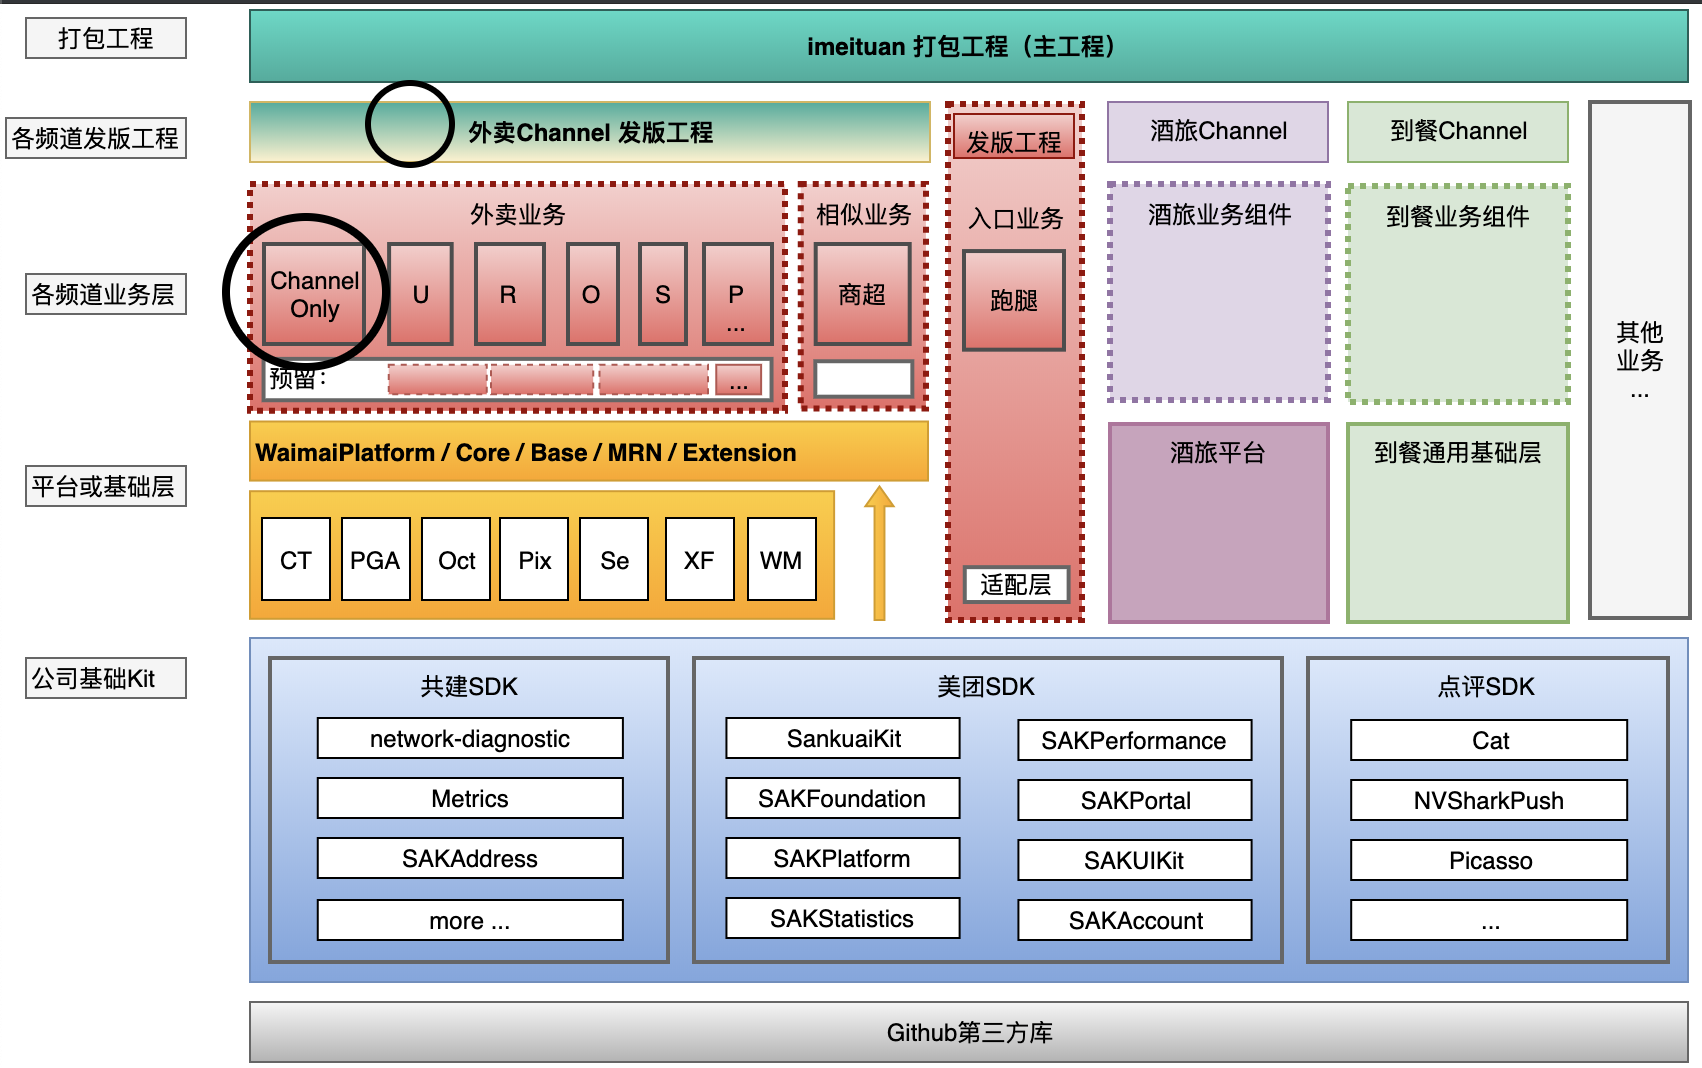 打包工程
imeituan 打包工程（主工程）
各频道发版工程
外卖Channel 发版工程
发版工程
酒旅Channel
到餐Channel
各频道业务层
外卖业务
Channel
Only
U
R
O
S
P
...
预留：
...
相似业务
商超
入口业务
跑腿
适配层
酒旅业务组件
到餐业务组件
其他
业务
...
平台或基础层
WaimaiPlatform / Core / Base / MRN / Extension
CT
PGA
Oct
Pix
Se
XF
WM
酒旅平台
到餐通用基础层
公司基础Kit
共建SDK
network-diagnostic
Metrics
SAKAddress
more ...
美团SDK
SankuaiKit
SAKFoundation
SAKPlatform
SAKStatistics
SAKPerformance
SAKPortal
SAKUIKit
SAKAccount
点评SDK
Cat
NVSharkPush
Picasso
...
Github第三方库